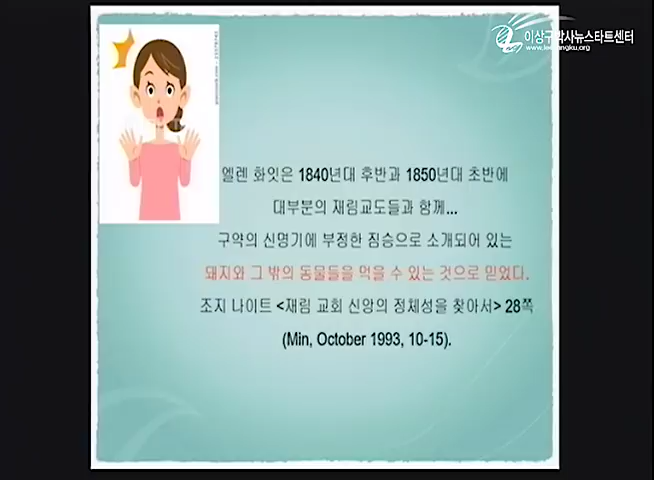 이상구박사뉴스타트센터
www.leesangku.org
엘렌 화잇은 1840년대 후반과 1850년대 초반에
대부분의 재림교도들과 함께...
구약의 신명기에 부정한 짐승으로 소개되어 있는
돼지와 그 밖의 동물들을 먹을 수 있는 것으로 믿었다.
조지 나이트 <재림 교회 신앙의 정체성을 찾아서> 28쪽
(Min, October 1993, 10-15).